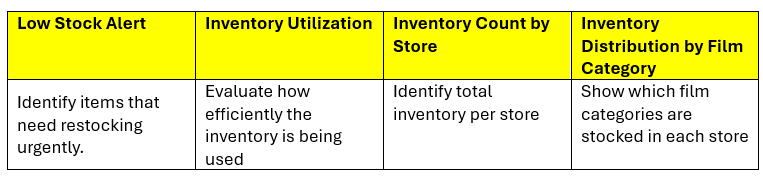 Low Stock Alert
Inventory Utilization
Inventory Count by
Store
Inventory
Distribution by Film
Category
Identify items that
need restocking
urgently.
Evaluate how
efficiently the
inventory is being
used
Identify total
inventory per store
Show which film
categories are
stocked in each store